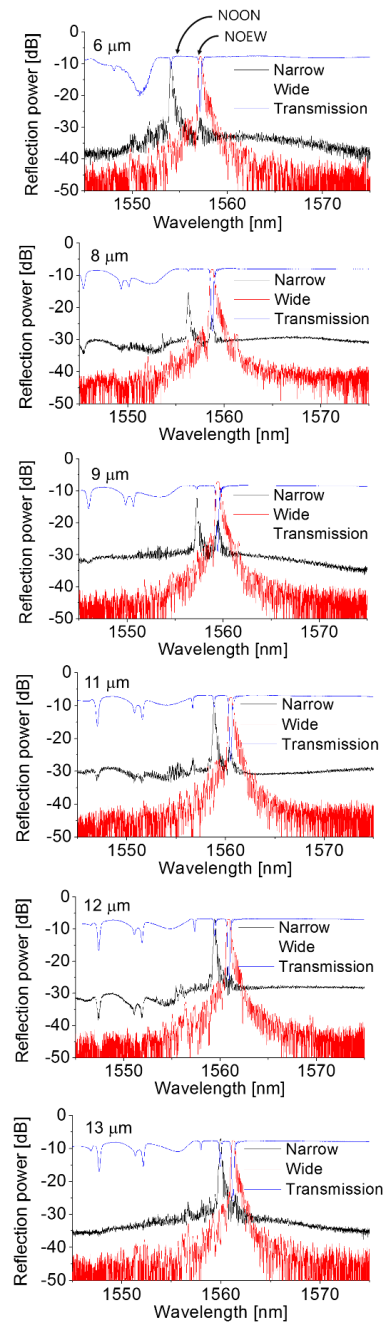 NOON
NOEW
6 μm
0
-10
-20
-30
-40
-50
Reflection power [dB]
Narrow
Wide
Transmission
1550
1560
1570
Wavelength [nm]
8 μm
0
-10
-20
-30
-40
-50
Reflection power [dB]
Narrow
Wide
Transmission
1550
1560
1570
Wavelength [nm]
9 μm
0
-10
-20
-30
-40
-50
Reflection power [dB]
Narrow
Wide
Transmission
1550
1560
1570
Wavelength [nm]
11 μm
0
-10
-20
-30
-40
-50
Reflection power [dB]
Narrow
Wide
Transmission
1550
1560
1570
Wavelength [nm]
12 μm
0
-10
-20
-30
-40
-50
Reflection power [dB]
Narrow
Wide
Transmission
1550
1560
1570
Wavelength [nm]
13 μm
0
-10
-20
-30
-40
-50
Reflection power [dB]
Narrow
Wide
Transmission
1550
1560
1570
Wavelength [nm]